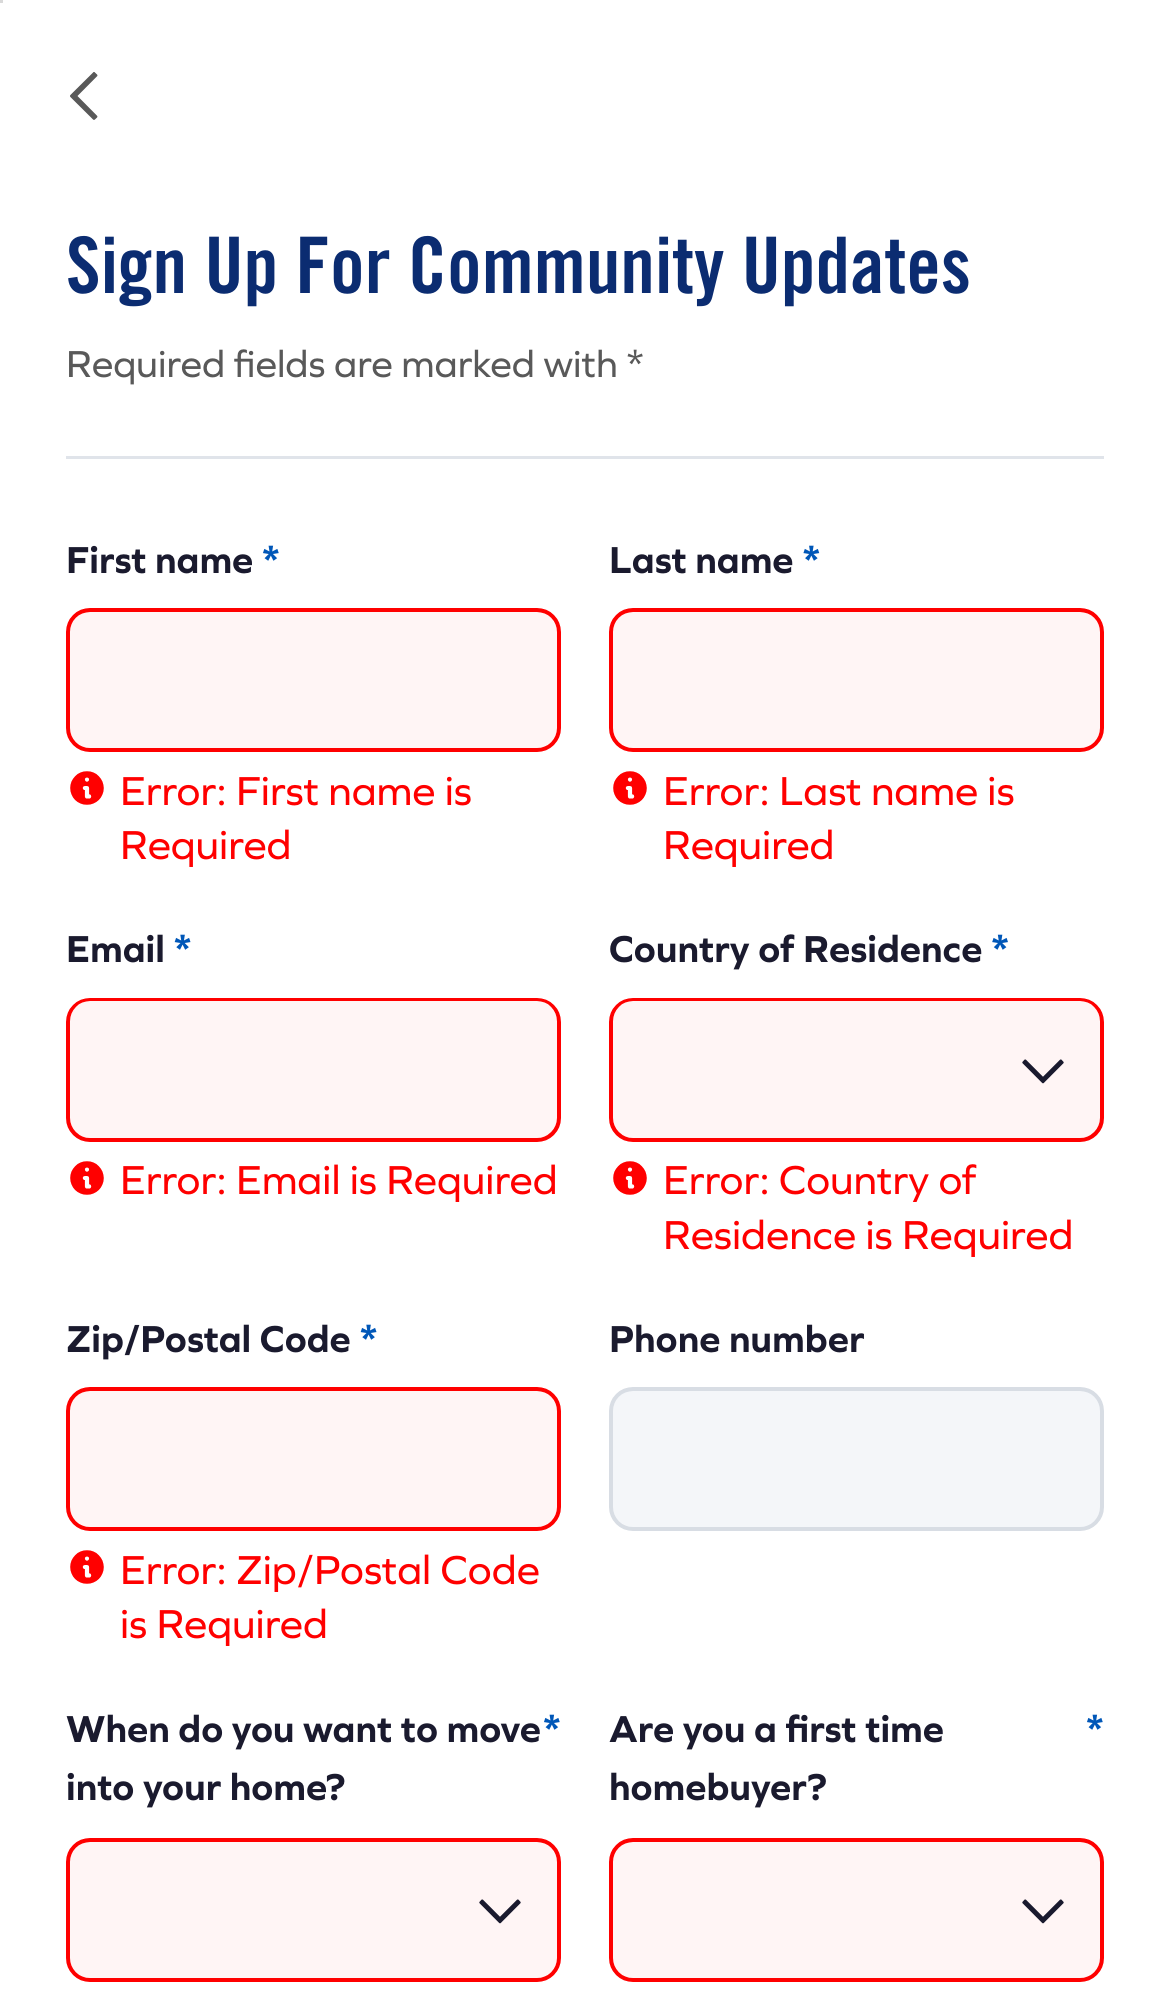 Sign Up For Community Updates
Required fields are marked with *
First name *
Last name *
Error: First name is
Required
Error: Last name is
Required
Email *
Country of Residence *
Error: Email is Required
Error: Country of
Residence is Required
Zip/Postal Code *
Phone number
Error: Zip/Postal Code
is Required
When do you want to move*
into your home?
Are you a first time *
homebuyer?